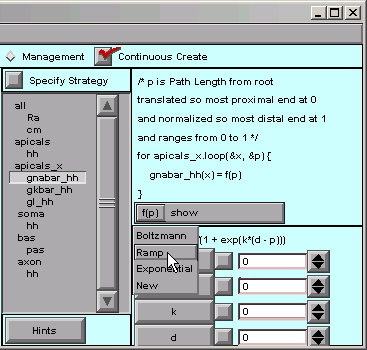 Management
Continuous Create
Specify Strategy
all
Ra
cm
apicals
hh
apicals_x
gnabar_hh
gkbar_hh
gl_hh
soma
hh
bas
pas
axon
hh
Hints
/* p is Path Length from root
translated so most proximal end at 0
and normalized so most distal end at 1
and ranges from 0 to 1 */
for apicals_x.loop(&x, &p) {
gnabar_hh(x) = f(p)
}
f(p) show
Boltzmann
Ramp
Exponential
New
(1 + exp(k*(d - p)))
0
0
k
0
d
0